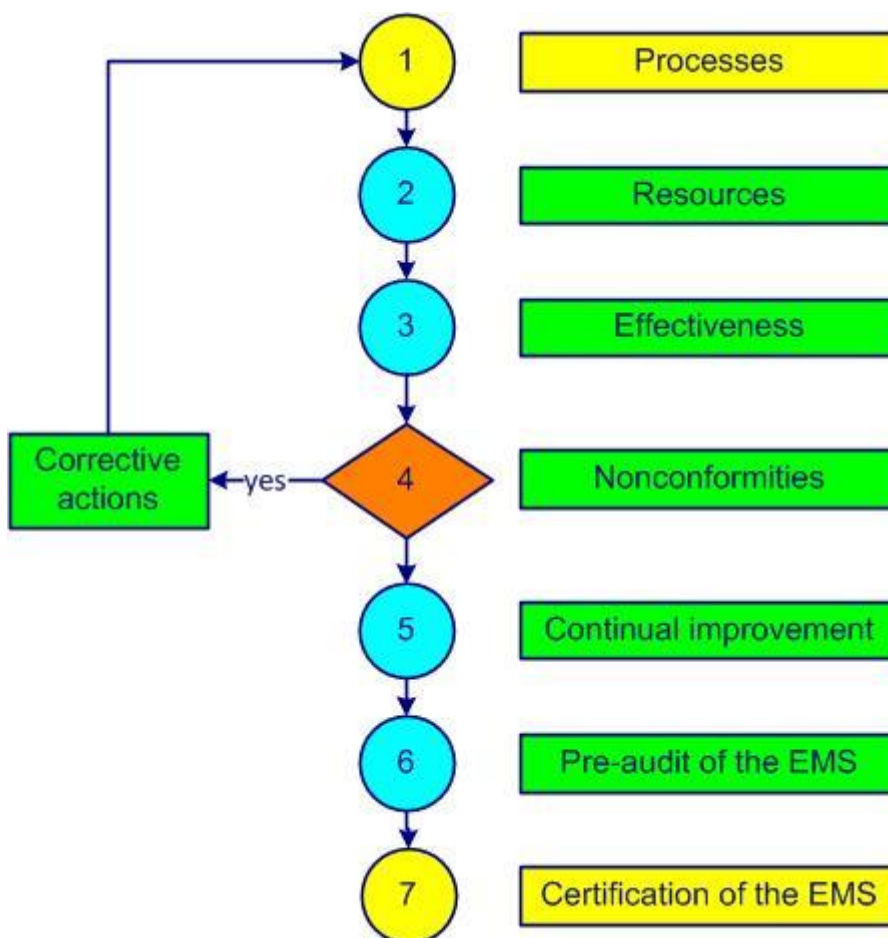 1
Processes
2
Resources
3
Effectiveness
Corrective
actions
yes
4
Nonconformities
5
Continual improvement
6
Pre-audit of the EMS
7
Certification of the EMS